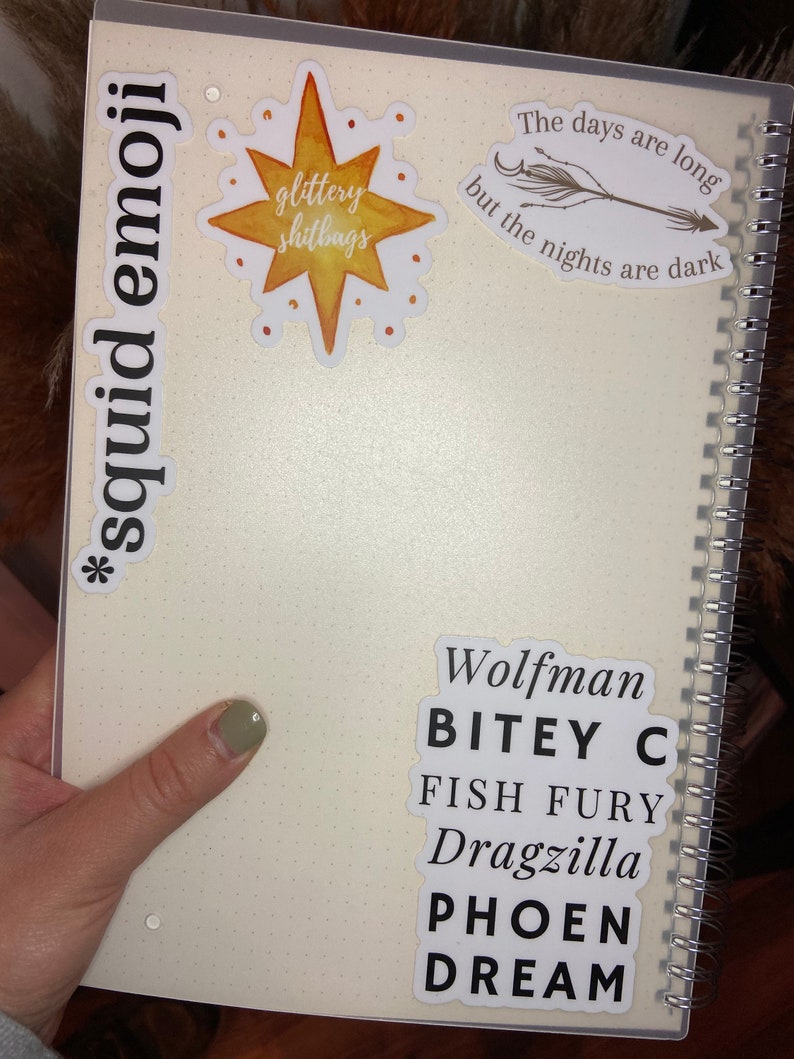 *squid emoji
glittery
shitbags
The days are long
but the nights are dark
Wolfman
BITEY C
FISH FURY
Dragzilla
PHOEN
DREAM